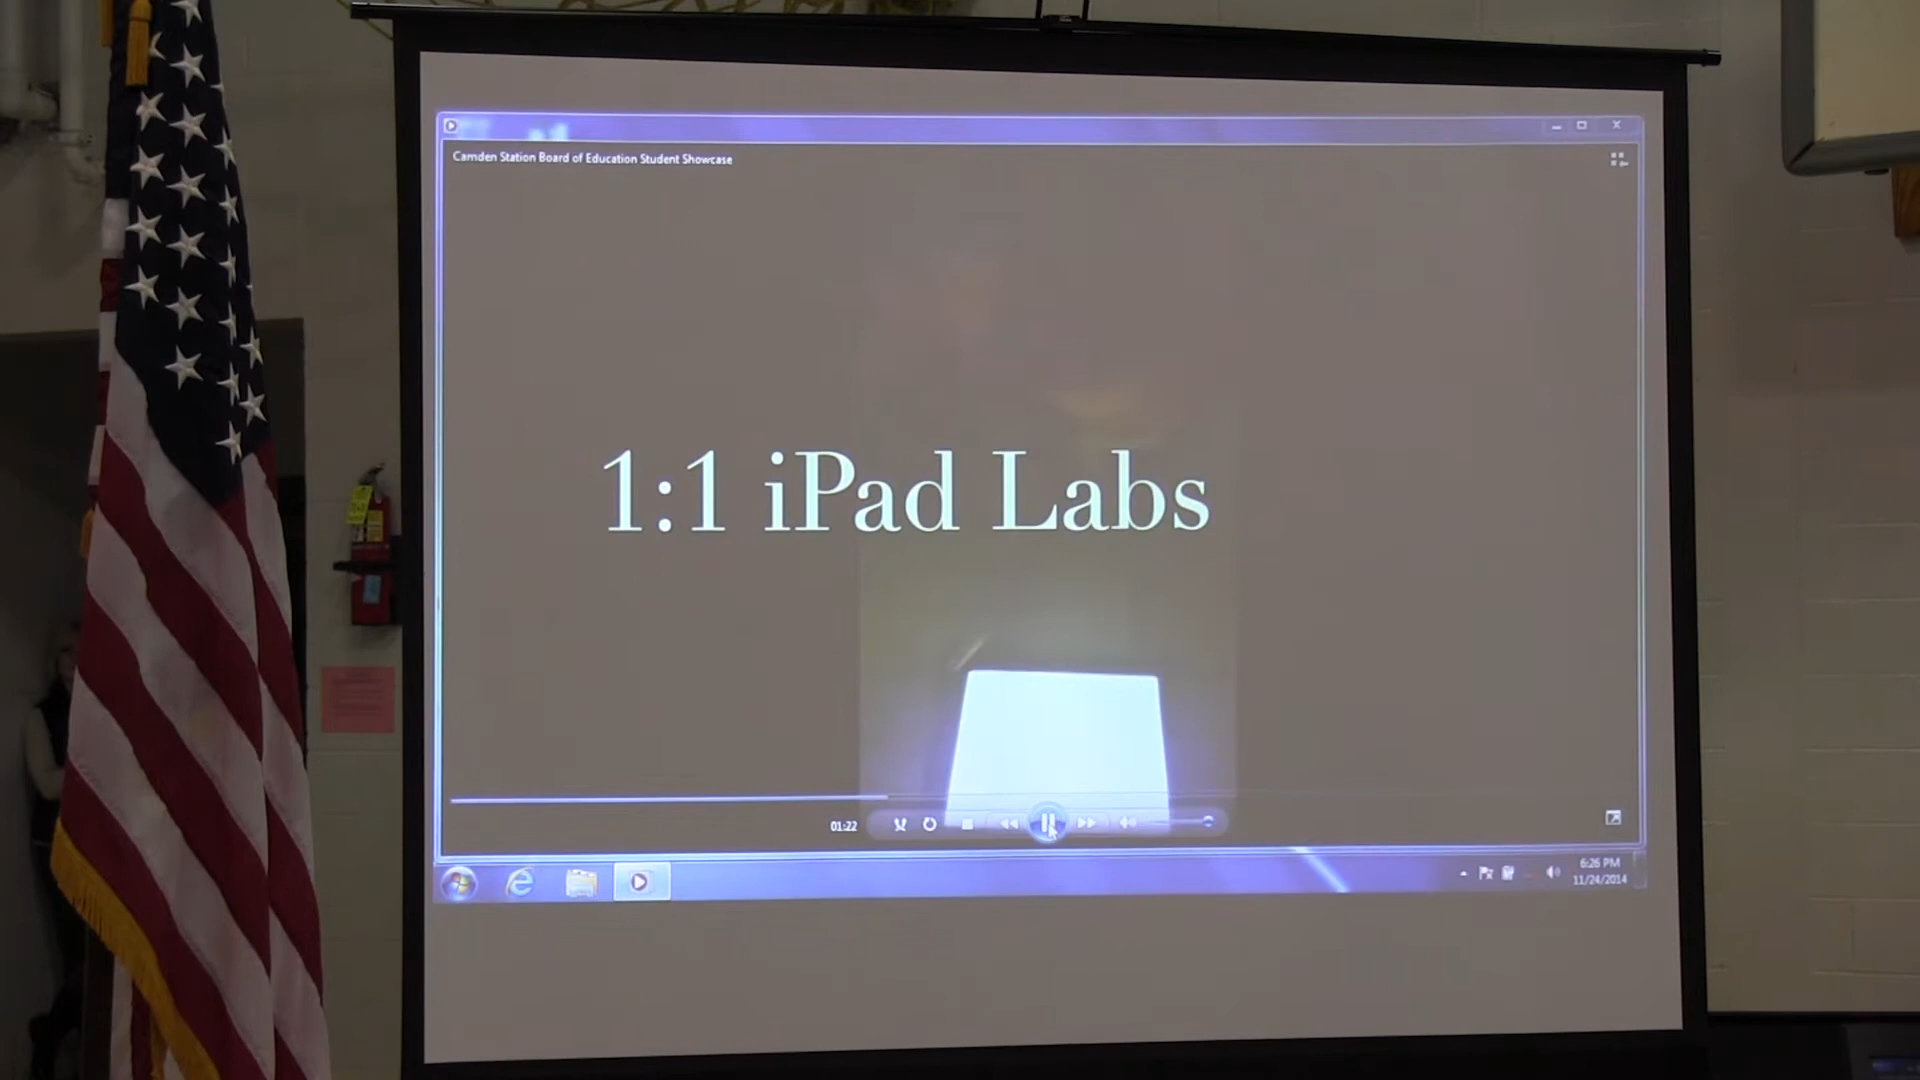 Camden Station Board of Education Student Showcase
1:1 iPad Labs
01:22
6:26 PM
11/24/2014